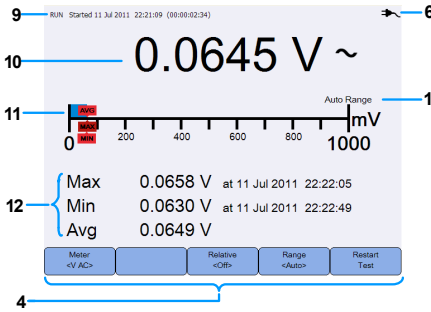 9 RUN Started 11 Jul 2011 22:21:09 (00:00:02:34) 6
10 0.0645 V ~
Auto Range 1
11 AVG
MAX
MIN
mV
0 200 400 600 800 1000
Max 0.0658 V at 11 Jul 2011 22:22:05
12 Min 0.0630 V at 11 Jul 2011 22:22:49
Avg 0.0649 V
Meter
<V AC>
Relative
<Off>
Range
<Auto>
Restart
Test
4